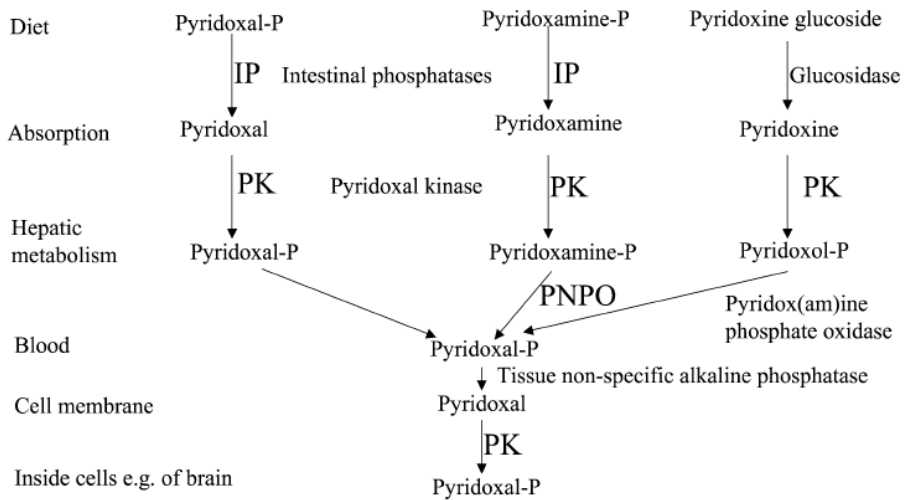 Diet Pyridoxal-P Pyridoxamine-P Pyridoxine glucoside
IP Intestinal phosphatases IP Glucosidase
Absorption Pyridoxal Pyridoxamine Pyridoxine
PK Pyridoxal kinase PK PK
Hepatic
metabolism Pyridoxal-P Pyridoxamine-P Pyridoxol-P
PNPO Pyridox(am)ine
phosphate oxidase
Blood Pyridoxal-P
Tissue non-specific alkaline phosphatase
Cell membrane Pyridoxal
PK
Inside cells e.g. of brain Pyridoxal-P